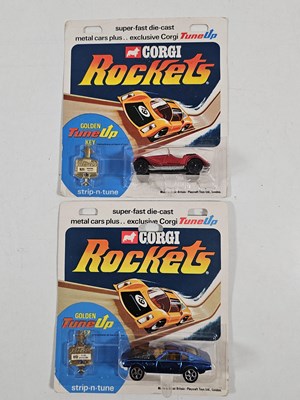 super-fast die-cast
metal cars plus.. exclusive Corgi TuneUp
CORGI
Rockets
GOLDEN
TuneUp
KEY
strip-n-tune
super-fast die-cast
metal cars plus.. exclusive Corgi TuneUp
CORGI
Rockets
GOLDEN
TuneUp
strip-n-tune